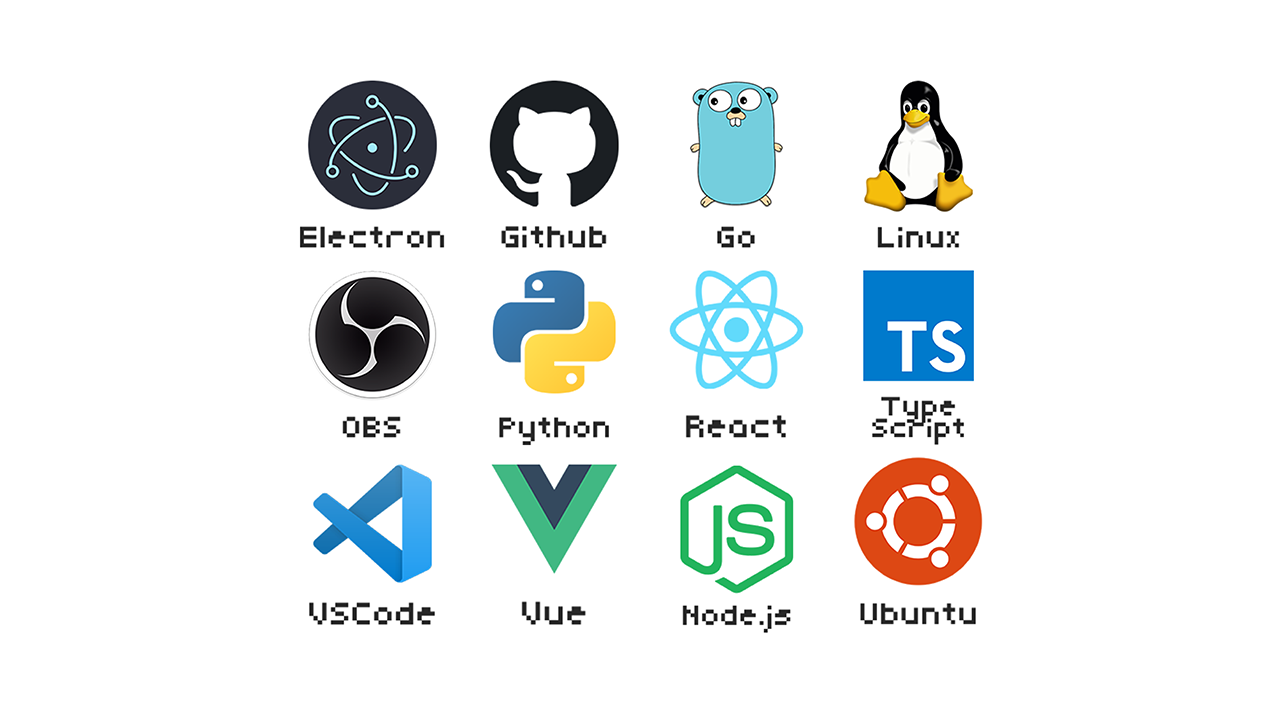 Electron
Github
Go
Linux
TS
OBS
Python
React
Type
Script
JS
VSCode
Vue
Node.js
Ubuntu